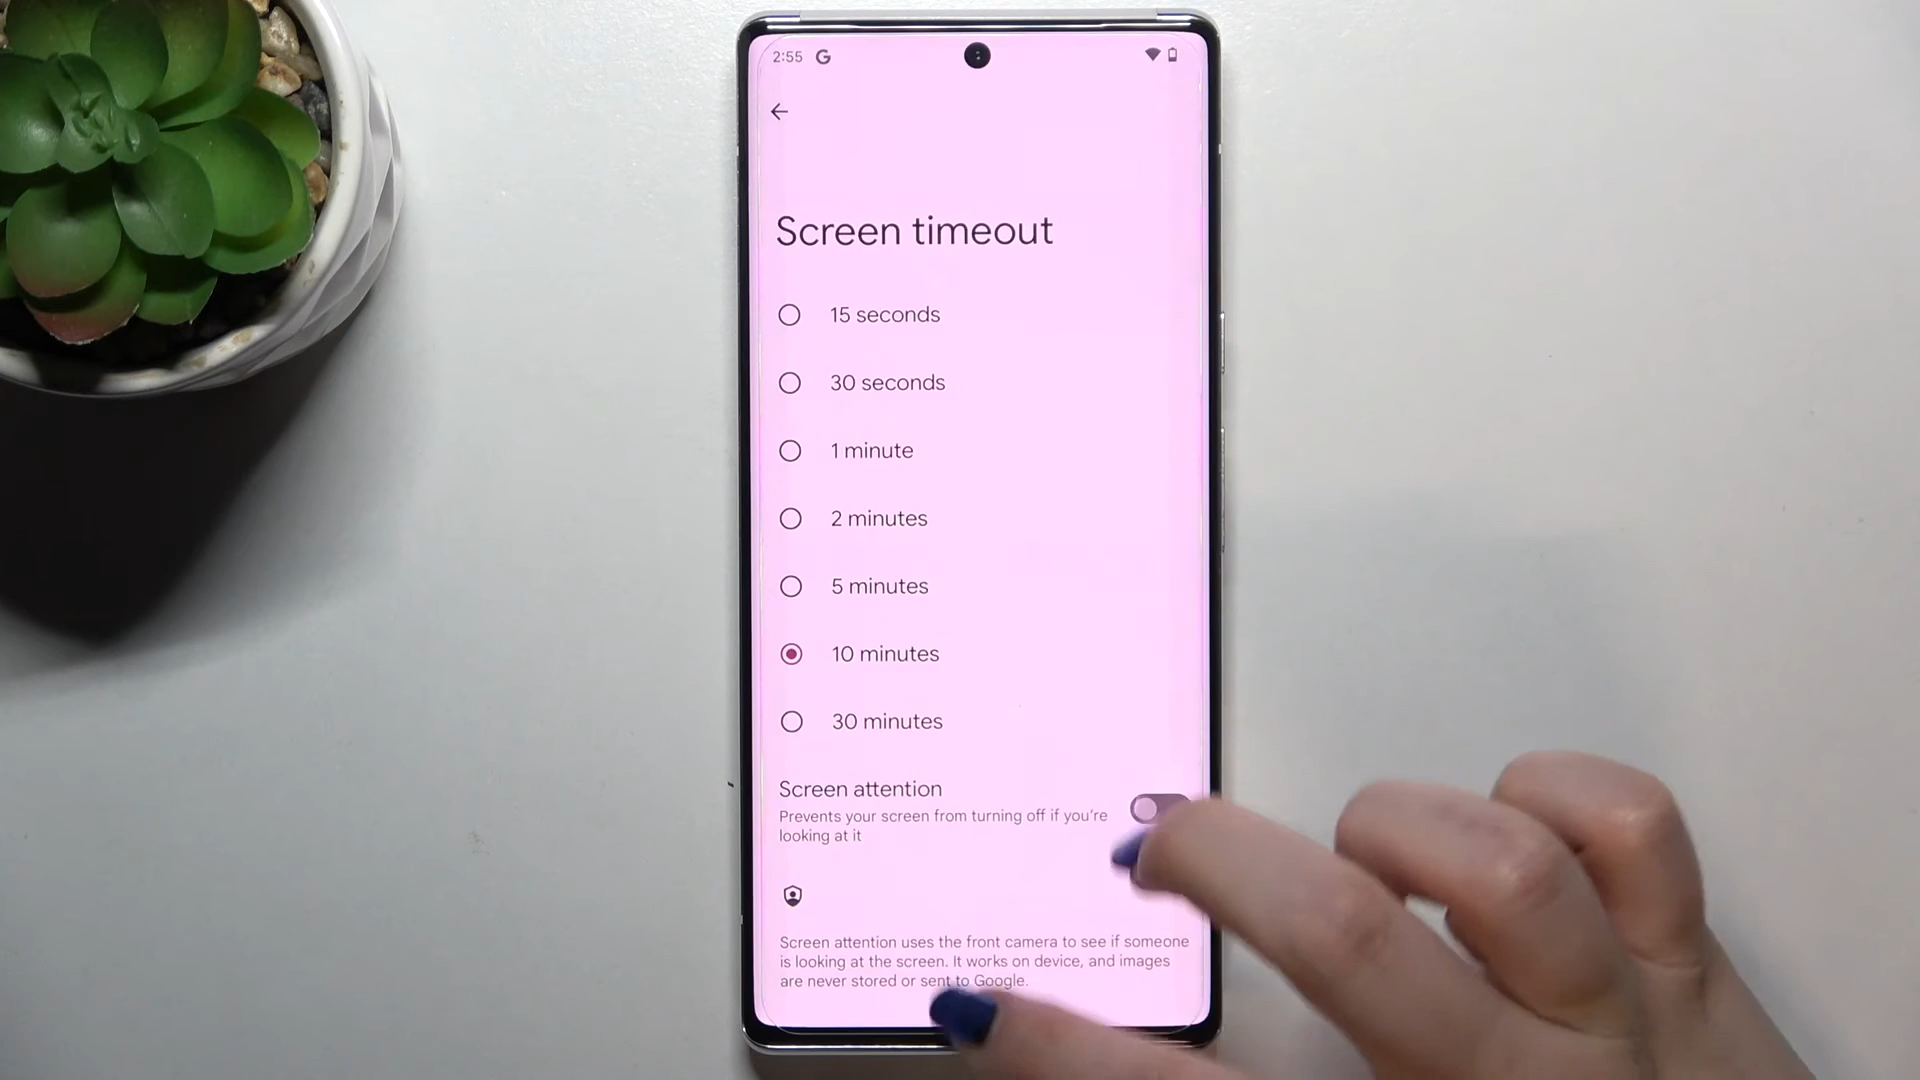 2:55 G
Screen timeout
15 seconds
30 seconds
1 minute
2 minutes
5 minutes
10 minutes
30 minutes
Screen attention
Prevents your screen from turning off if you're
looking at it
Screen attention uses the front camera to see if someone
is looking at the screen. It works on device, and images
are never stored or sent to Google.